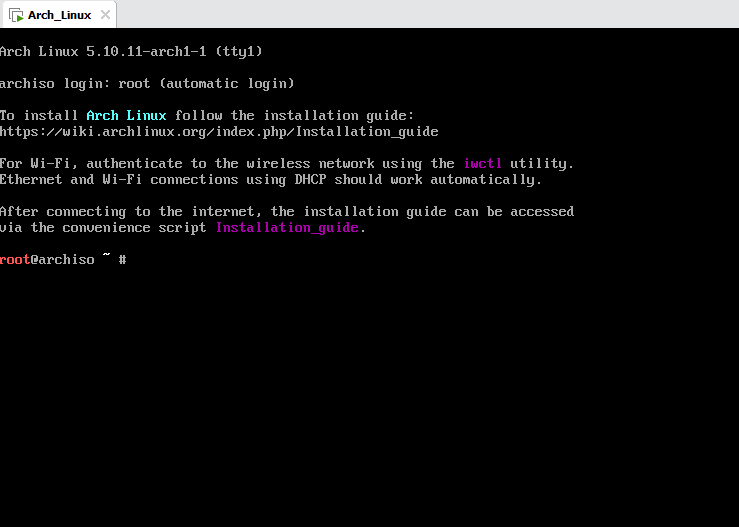 Arch_Linux
Arch Linux 5.10.11-arch1-1 (tty1)
archiso login: root (automatic login)
To install Arch Linux follow the installation guide:
https://wiki.archlinux.org/index.php/Installation_guide
For Wi-Fi, authenticate to the wireless network using the iwctl utility.
Ethernet and Wi-Fi connections using DHCP should work automatically.
After connecting to the internet, the installation guide can be accessed
via the convenience script Installation_guide.
root@archiso ~ #